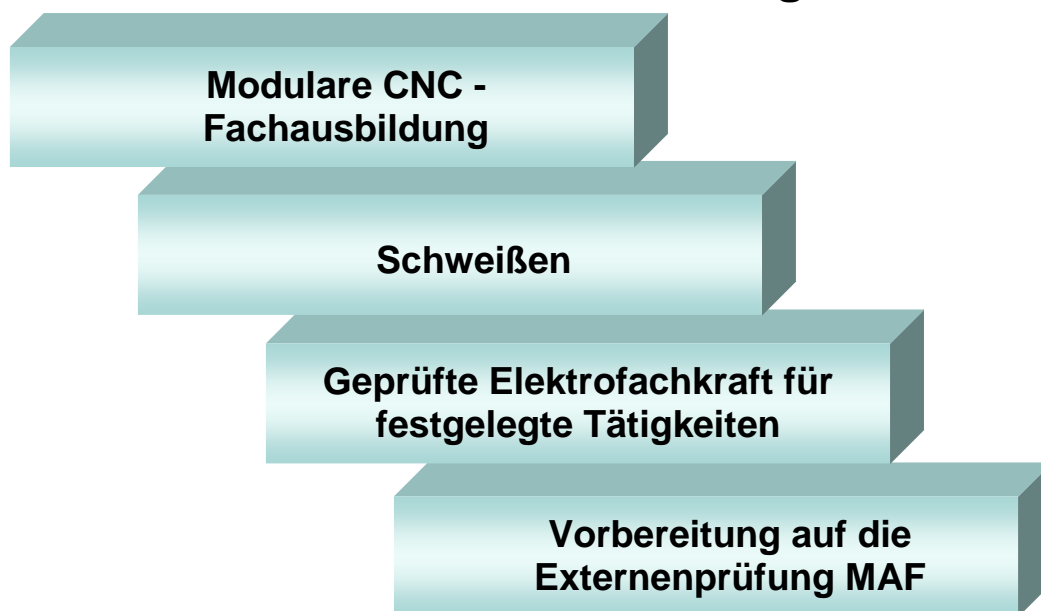 Modulare CNC -
Fachausbildung
Schweißen
Geprüfte Elektrofachkraft für
festgelegte Tätigkeiten
Vorbereitung auf die
Externenprüfung MAF